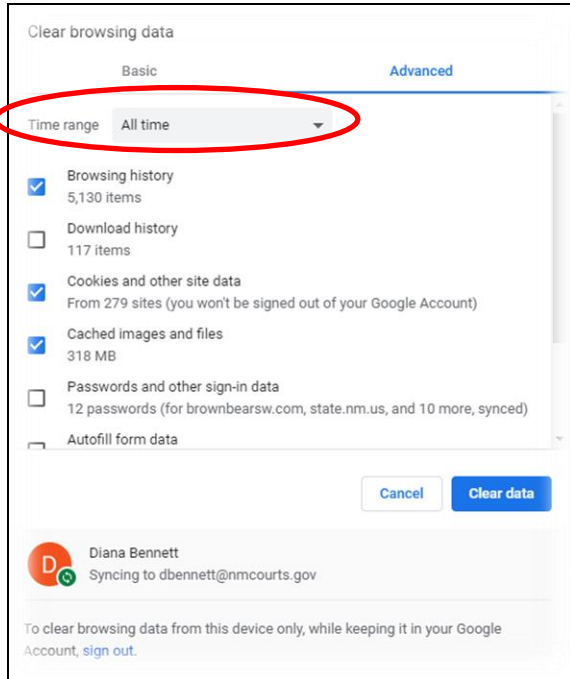 Clear browsing data
Basic Advanced
Time range All time
Browsing history
5,130 items
Download history
117 items
Cookies and other site data
From 279 sites (you won't be signed out of your Google Account)
Cached images and files
318 MB
Passwords and other sign-in data
12 passwords (for brownbearsw.com, state.nm.us, and 10 more, synced)
Autofill form data
Cancel Clear data
D
Diana Bennett
Syncing to dbennett@nmcourts.gov
To clear browsing data from this device only, while keeping it in your Google
Account, sign out.